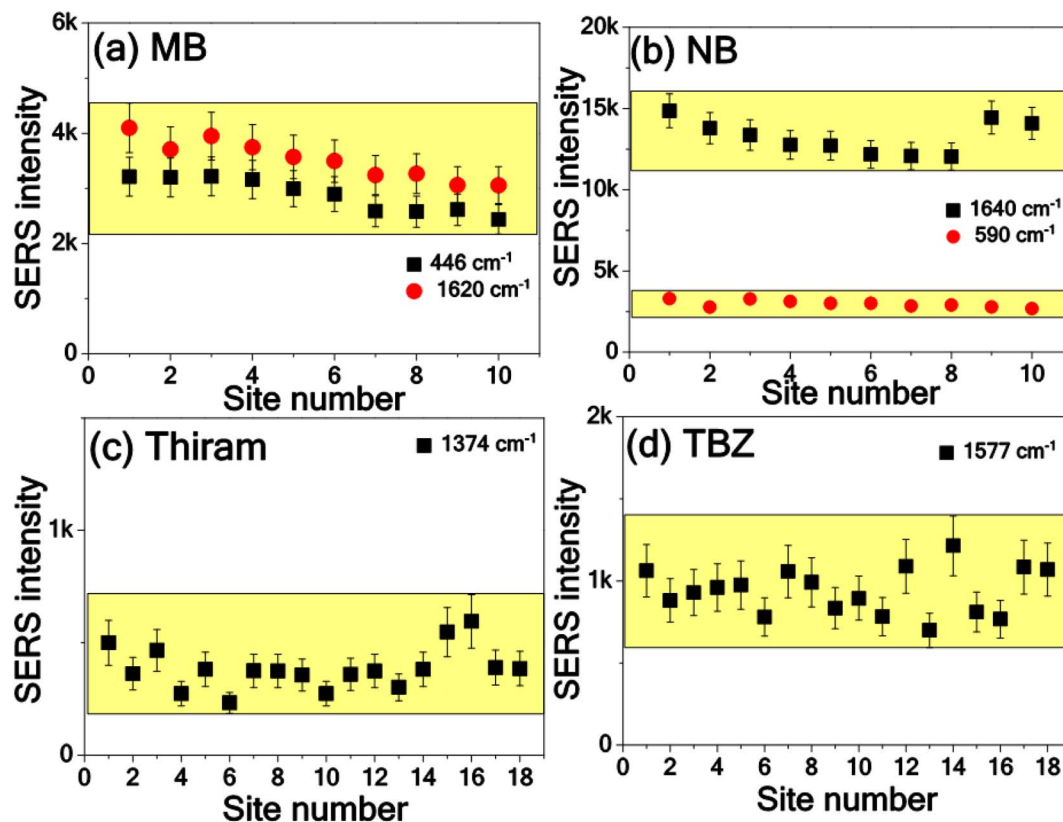 (a) MB
SERS intensity
6k
4k
2k
0
446 cm⁻¹
1620 cm⁻¹
0 2 4 6 8 10
Site number
(b) NB
SERS intensity
20k
15k
10k
5k
0
1640 cm⁻¹
590 cm⁻¹
0 2 4 6 8 10
Site number
(c) Thiram
SERS intensity
1k
0
1374 cm⁻¹
0 2 4 6 8 10 12 14 16 18
Site number
(d) TBZ
SERS intensity
2k
1k
0
1577 cm⁻¹
0 2 4 6 8 10 12 14 16 18
Site number